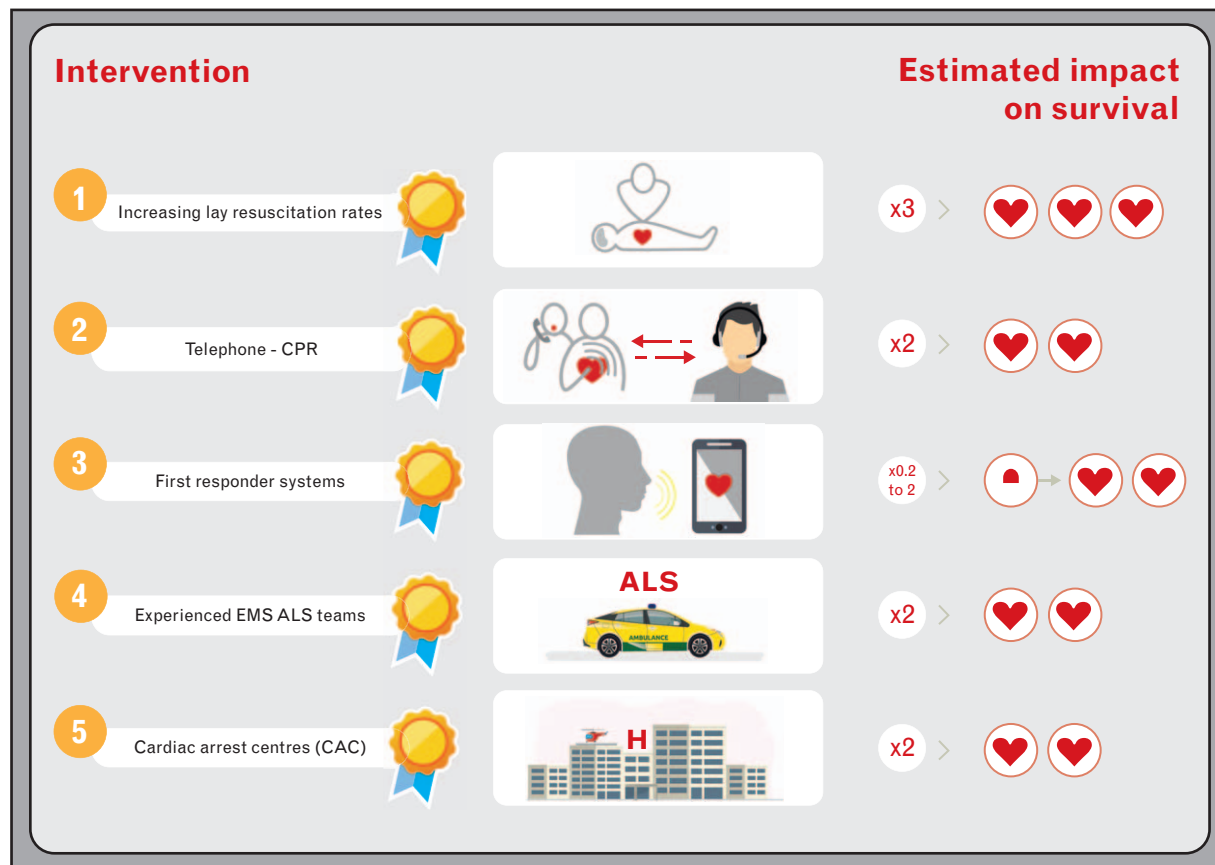 Intervention
Estimated impact
on survival
1
Increasing lay resuscitation rates
x3
2
Telephone - CPR
x2
3
First responder systems
x0.2
to 2
4
Experienced EMS ALS teams
ALS
AMBULANCE
x2
5
Cardiac arrest centres (CAC)
H
x2